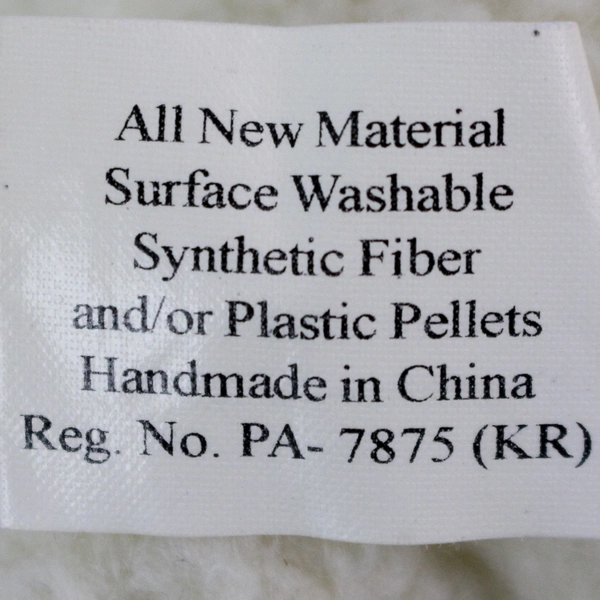 All New Material
Surface Washable
Synthetic Fiber
and/or Plastic Pellets
Handmade in China
Reg. No. PA- 7875 (KR)